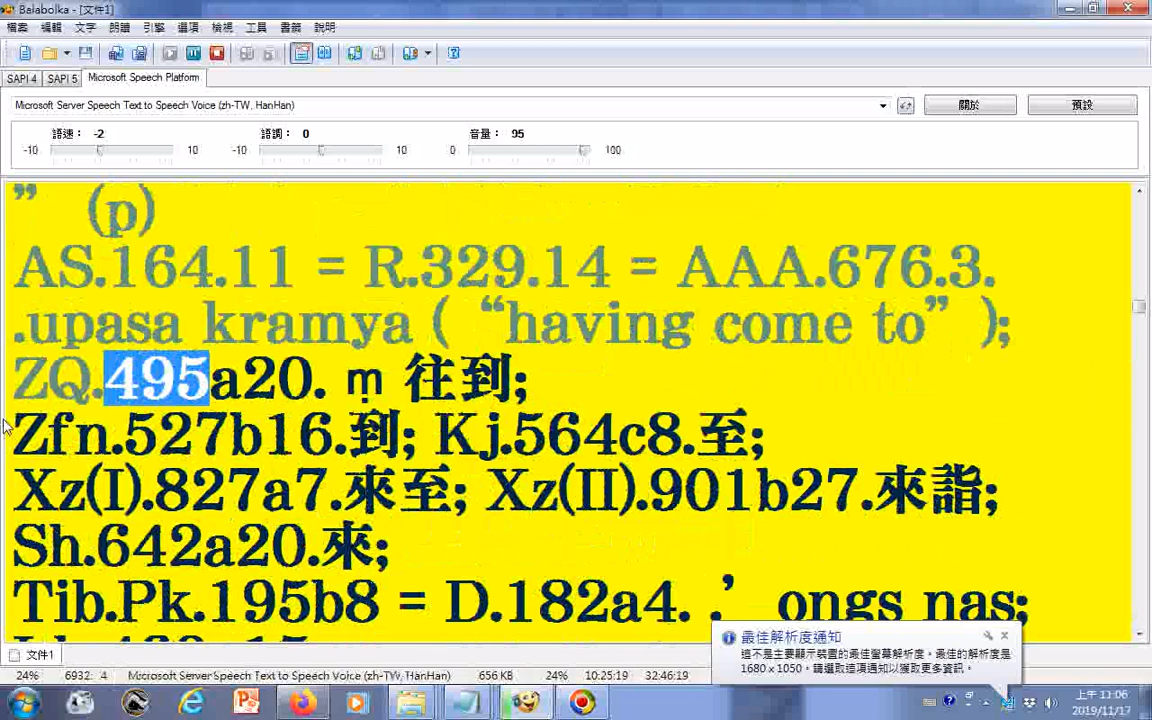 Balabolka - [文件1]
檔案 編輯 文字 朗讀 引擎 選項 檢視 工具 書籤 說明
SAPI 4 SAPI 5 Microsoft Speech Platform
Microsoft Server Speech Text to Speech Voice (zh-TW, HanHan) 關於 預設
語速: -2 語調: 0 音量: 95
-10 10 -10 10 0 100
” (p)
AS.164.11 = R.329.14 = AAA.676.3.
.upasa kramya ( “having come to” );
ZQ.495a20. ṃ 往到;
Zfn.527b16.到; Kj.564c8.至;
Xz(I).827a7.來至; Xz(II).901b27.來詣;
Sh.642a20.來;
Tib.Pk.195b8 = D.182a4. .’ ongs nas;
最佳解析度通知
這不是主要顯示裝置的最佳螢幕解析度。最佳的解析度是
1680 x 1050。請選取這項通知以獲取更多資訊。
文件1
24% 6932: 4 Microsoft Server Speech Text to Speech Voice (zh-TW, HanHan) 656 KB 24% 10:25:19 32:46:19
上午 11:06
2019/11/17